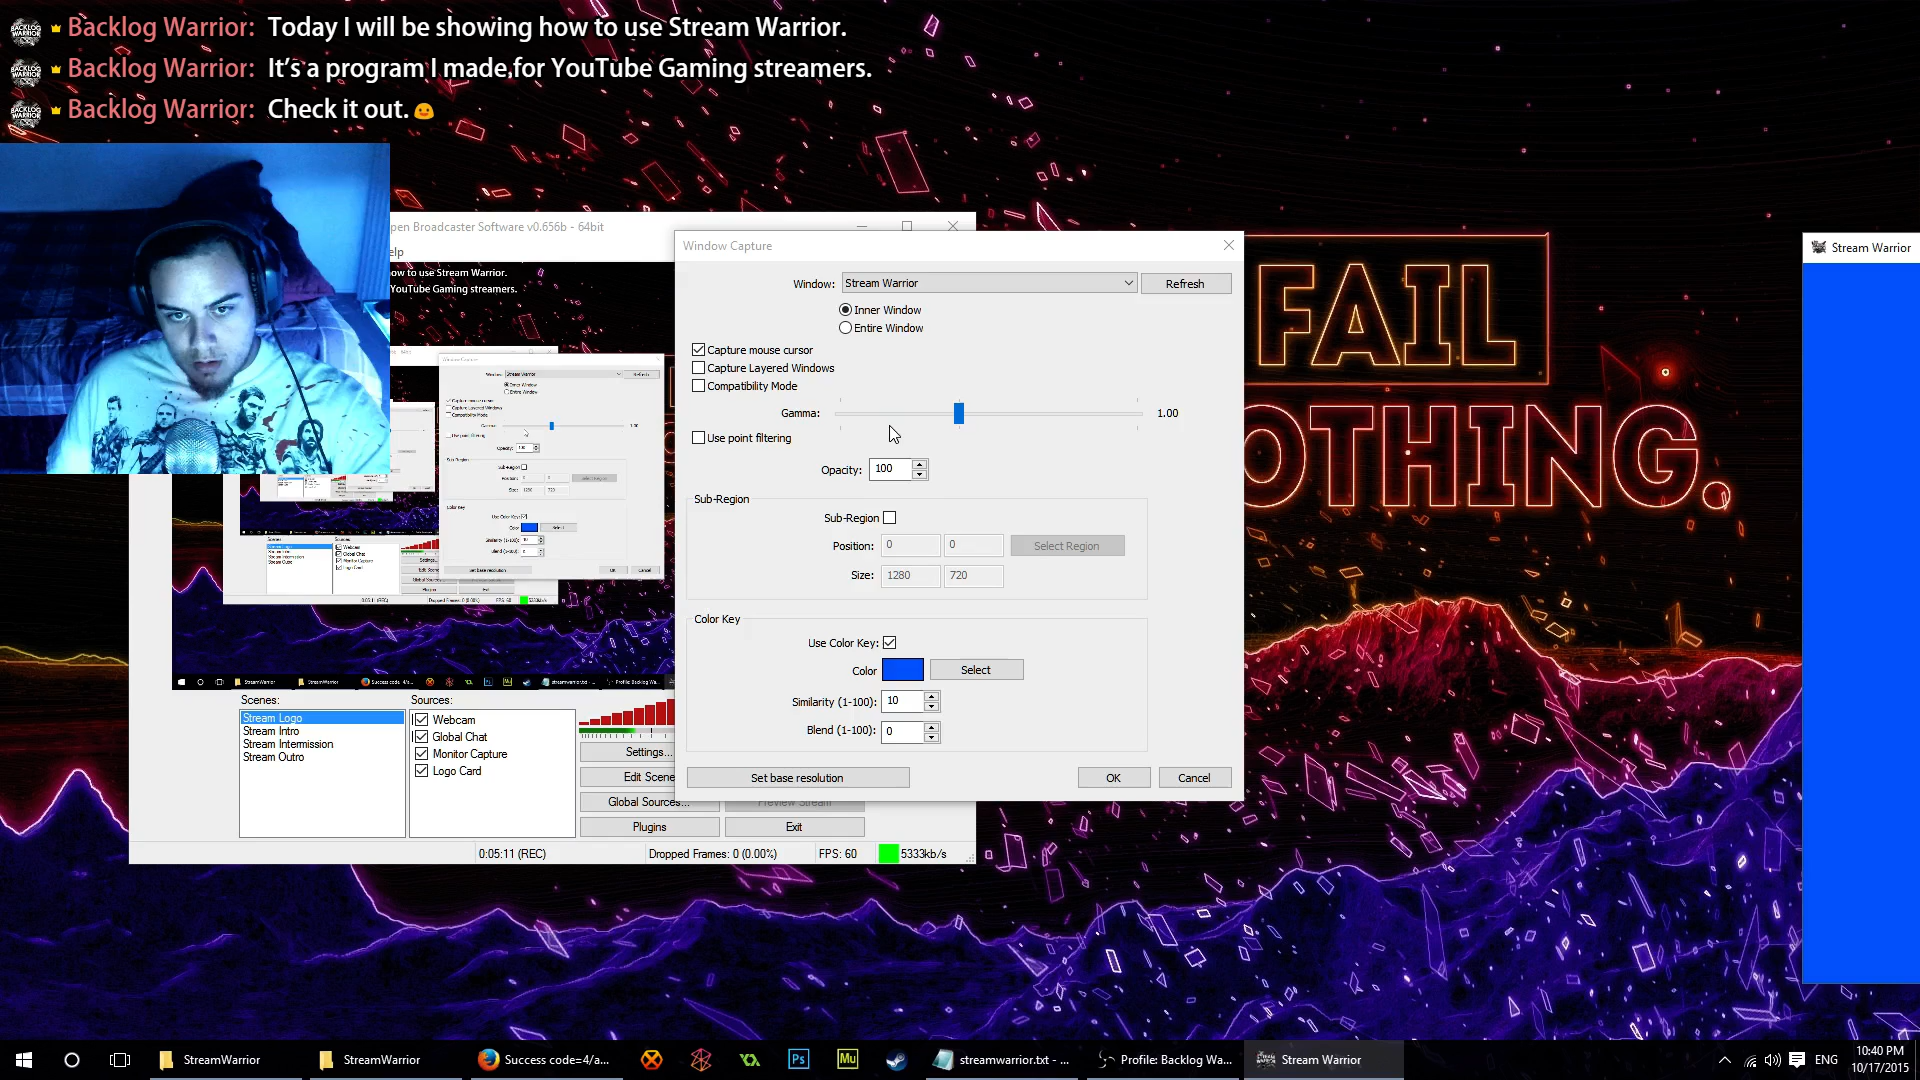 Backlog Warrior: Today I will be showing how to use Stream Warrior.
Backlog Warrior: It's a program I made,for YouTube Gaming streamers.
Backlog Warrior: Check it out.
pen Broadcaster Software v0.656b - 64bit
elp
ow to use Stream Warrior.
YouTube Gaming streamers.
Window Capture
Window: Stream Warrior Refresh
Inner Window
Entire Window
Capture mouse cursor
Capture Layered Windows
Compatibility Mode
Gamma: 1.00
Use point filtering
Opacity: 100
Sub-Region
Sub-Region
Position: 0 0 Select Region
Size: 1280 720
Color Key
Use Color Key:
Color Select
Similarity (1-100): 10
Blend (1-100): 0
Set base resolution OK Cancel
Stream Warrior
FAIL
OTHING.
Scenes:
Stream Logo
Stream Intro
Stream Intermission
Stream Outro
Sources:
Webcam
Global Chat
Monitor Capture
Logo Card
Settings...
Edit Scene
Global Sources... Preview Stream
Plugins Exit
0:05:11 (REC) Dropped Frames: 0 (0.00%) FPS: 60 5333kb/s
StreamWarrior StreamWarrior Success code=4/a... Ps Mu streamwarrior.txt - ... Profile: Backlog Wa... Stream Warrior ENG
10:40 PM
10/17/2015